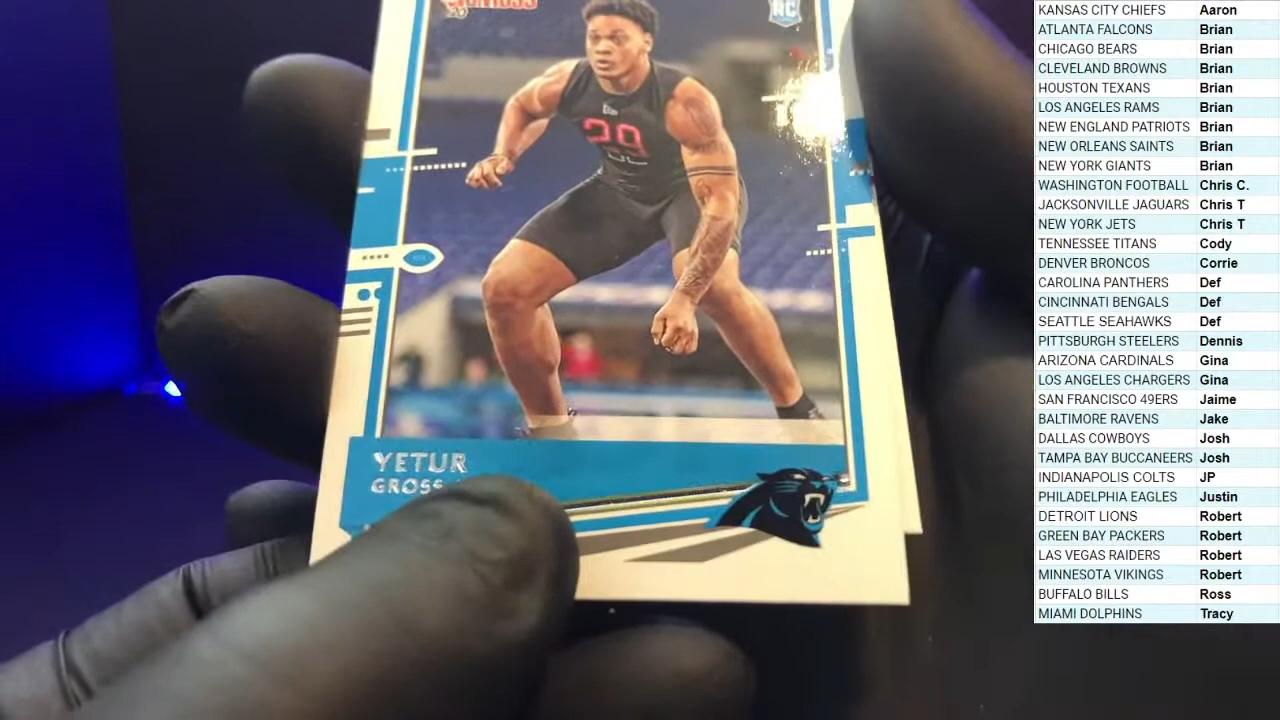 RC
29
YETUR
GROSS
KANSAS CITY CHIEFS Aaron
ATLANTA FALCONS Brian
CHICAGO BEARS Brian
CLEVELAND BROWNS Brian
HOUSTON TEXANS Brian
LOS ANGELES RAMS Brian
NEW ENGLAND PATRIOTS Brian
NEW ORLEANS SAINTS Brian
NEW YORK GIANTS Brian
WASHINGTON FOOTBALL Chris C.
JACKSONVILLE JAGUARS Chris T
NEW YORK JETS Chris T
TENNESSEE TITANS Cody
DENVER BRONCOS Corrie
CAROLINA PANTHERS Def
CINCINNATI BENGALS Def
SEATTLE SEAHAWKS Def
PITTSBURGH STEELERS Dennis
ARIZONA CARDINALS Gina
LOS ANGELES CHARGERS Gina
SAN FRANCISCO 49ERS Jaime
BALTIMORE RAVENS Jake
DALLAS COWBOYS Josh
TAMPA BAY BUCCANEERS Josh
INDIANAPOLIS COLTS JP
PHILADELPHIA EAGLES Justin
DETROIT LIONS Robert
GREEN BAY PACKERS Robert
LAS VEGAS RAIDERS Robert
MINNESOTA VIKINGS Robert
BUFFALO BILLS Ross
MIAMI DOLPHINS Tracy